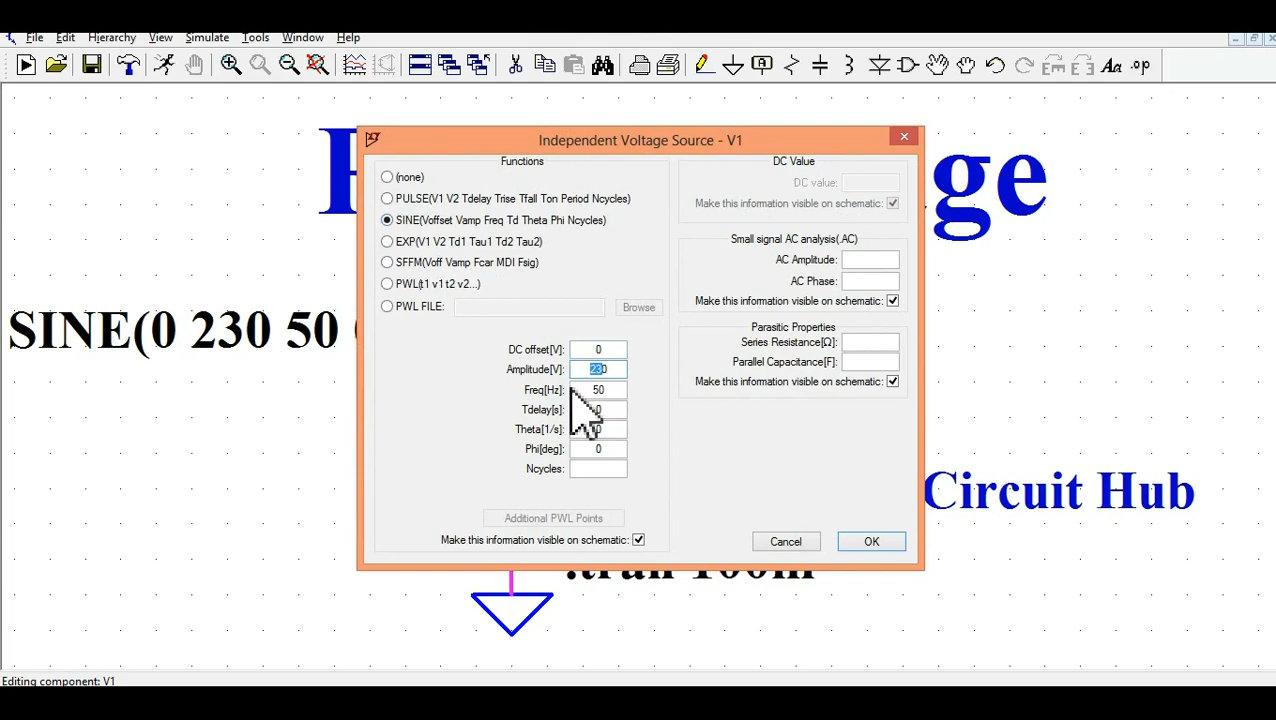 File Edit Hierarchy View Simulate Tools Window Help
Aa .op
Independent Voltage Source - V1
Functions
(none)
PULSE(V1 V2 Tdelay Trise Tfall Ton Period Ncycles)
SINE(Voffset Vamp Freq Td Theta Phi Ncycles)
EXP(V1 V2 Td1 Tau1 Td2 Tau2)
SFFM(Voff Vamp Fcar MDI Fsig)
PWL(t1 v1 t2 v2...)
PWL FILE: Browse
DC offset[V]: 0
Amplitude[V]: 230
Freq[Hz]: 50
Tdelay[s]: 0
Theta[1/s]: 0
Phi[deg]: 0
Ncycles:
Additional PWL Points
Make this information visible on schematic:
DC Value
DC value:
Make this information visible on schematic:
Small signal AC analysis(.AC)
AC Amplitude:
AC Phase:
Make this information visible on schematic:
Parasitic Properties
Series Resistance[Ω]:
Parallel Capacitance[F]:
Make this information visible on schematic:
Cancel OK
SINE(0 230 50
ge
Circuit Hub
.tran 100m
Editing component: V1